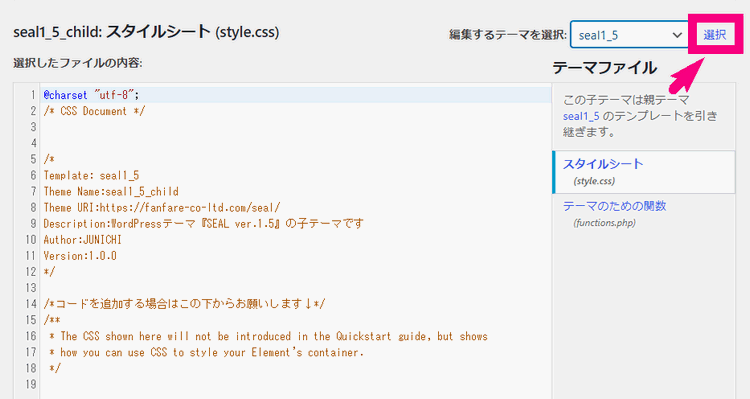 seal1_5_child: スタイルシート (style.css)
編集するテーマを選択: seal1_5 選択
選択したファイルの内容:
テーマファイル
1 @charset "utf-8";
2 /* CSS Document */
3
4
5 /*
6 Template: seal1_5
7 Theme Name:seal1_5_child
8 Theme URI:https://fanfare-co-ltd.com/seal/
9 Description:WordPressテーマ『SEAL ver.1.5』の子テーマです
10 Author:JUNICHI
11 Version:1.0.0
12 */
13
14 /*コードを追加する場合はこの下からお願いします↓*/
15 /**
16 * The CSS shown here will not be introduced in the Quickstart guide, but shows
17 * how you can use CSS to style your Element's container.
18 */
19
この子テーマは親テーマ
seal1_5 のテンプレートを引き
継ぎます。
スタイルシート
(style.css)
テーマのための関数
(functions.php)